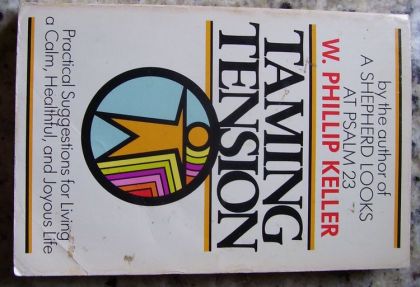 by the author of
A SHEPHERD LOOKS
AT PSALM 23
W. PHILLIP KELLER
TAMING
TENSION
Practical Suggestions for Living
a Calm, Healthful, and Joyous Life